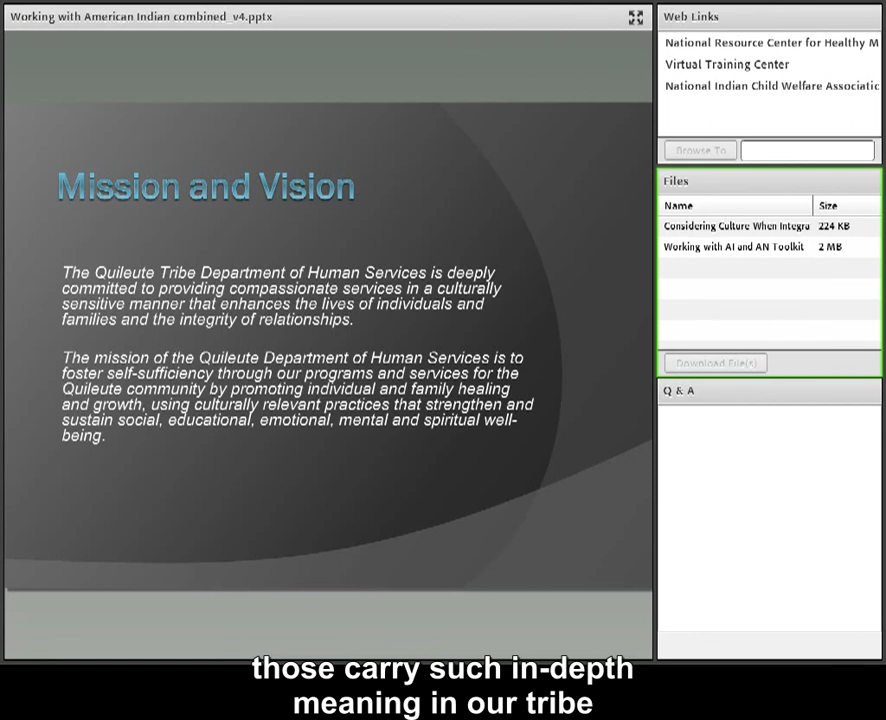 Working with American Indian combined_v4.pptx
Mission and Vision
The Quileute Tribe Department of Human Services is deeply
committed to providing compassionate services in a culturally
sensitive manner that enhances the lives of individuals and
families and the integrity of relationships.
The mission of the Quileute Department of Human Services is to
foster self-sufficiency through our programs and services for the
Quileute community by promoting individual and family healing
and growth, using culturally relevant practices that strengthen and
sustain social, educational, emotional, mental and spiritual well-
being.
Web Links
National Resource Center for Healthy M
Virtual Training Center
National Indian Child Welfare Associatic
Browse To
Files
Name Size
Considering Culture When Integra 224 KB
Working with AI and AN Toolkit 2 MB
Download File(s)
Q & A
those carry such in-depth
meaning in our tribe